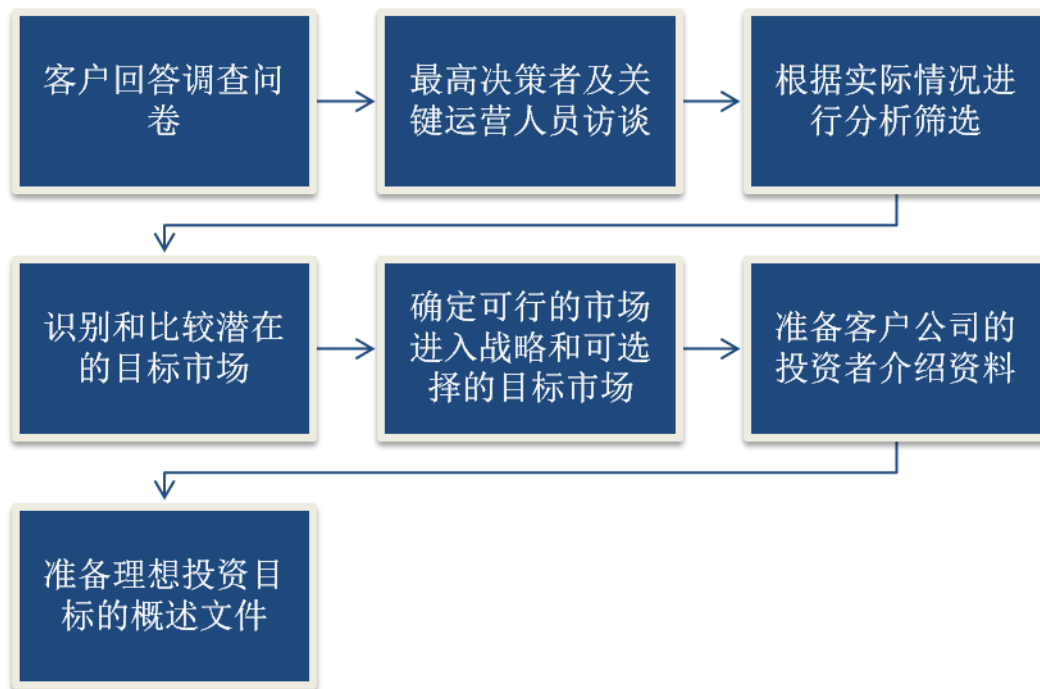 客户回答调查问
卷
最高决策者及关
键运营人员访谈
根据实际情况进
行分析筛选
识别和比较潜在
的目标市场
确定可行的市场
进入战略和可选
择的目标市场
准备客户公司的
投资者介绍资料
准备理想投资目
标的概述文件